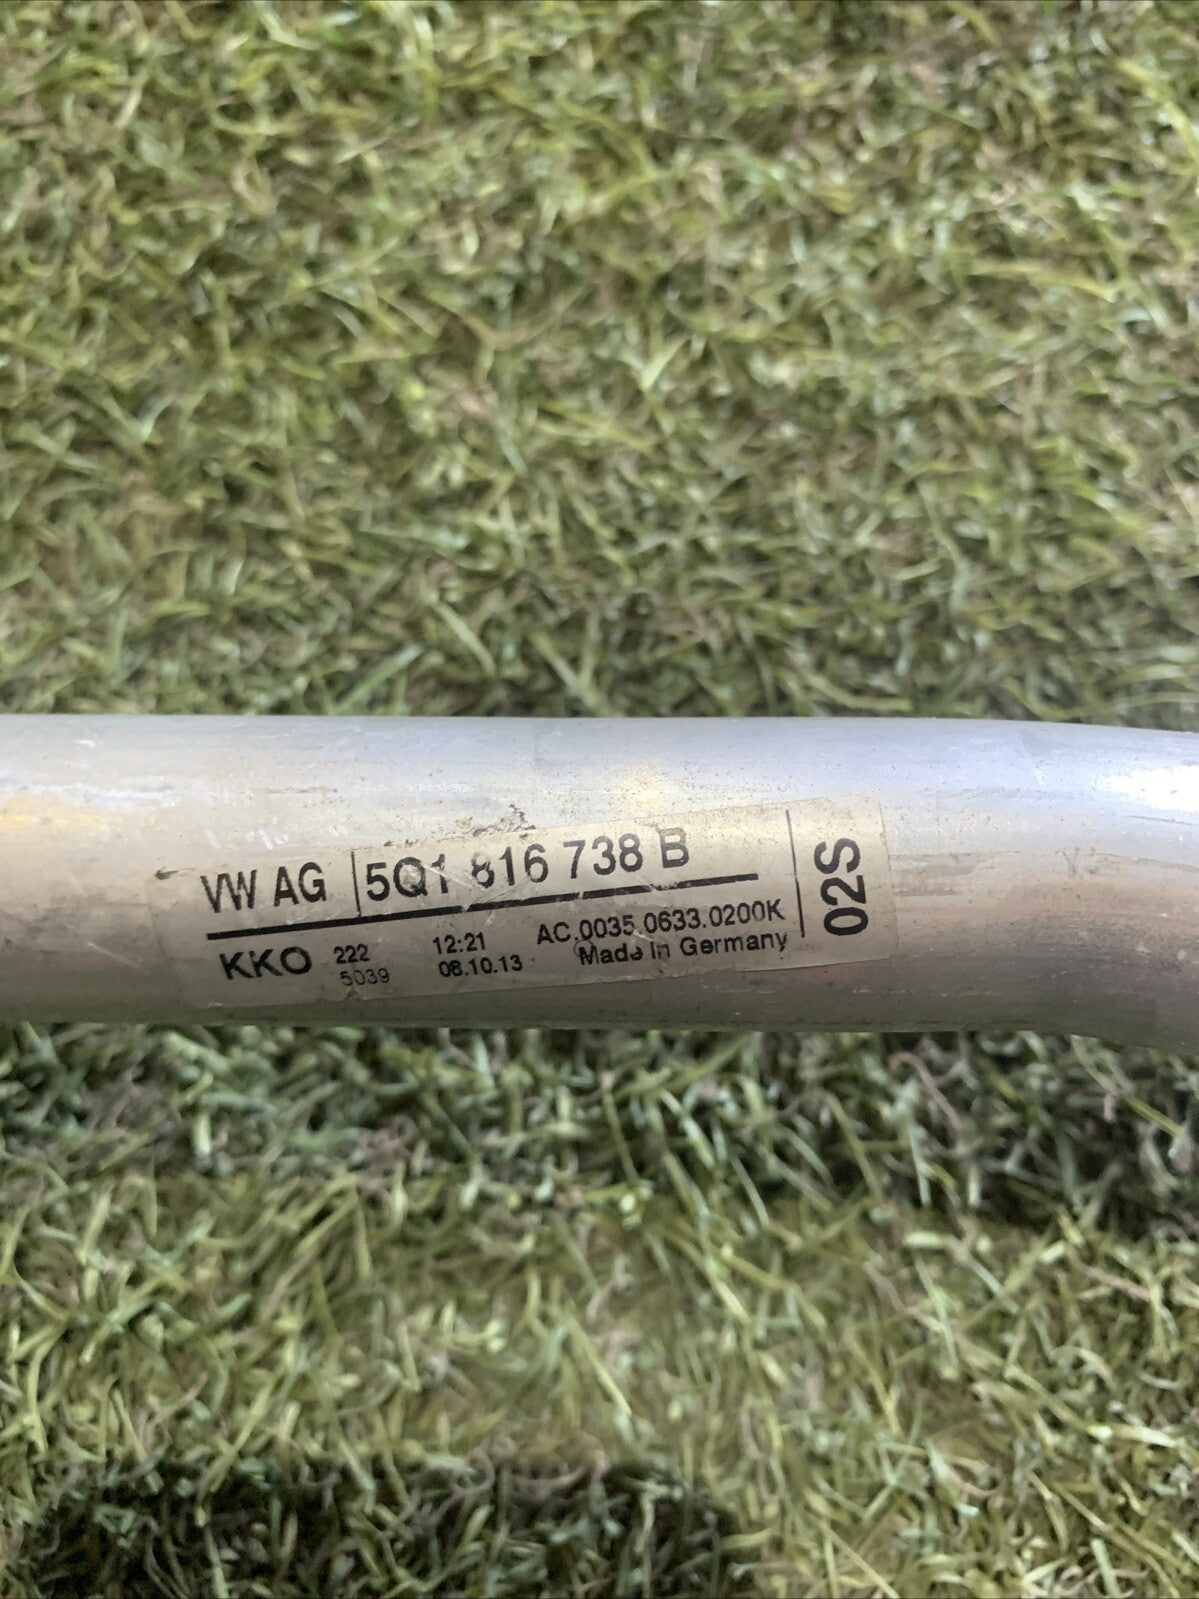 VW AG 5Q1 816 738 B
KKO 222 12:21 AC.0035.0633.0200K
5039 08.10.13 Made in Germany
02S